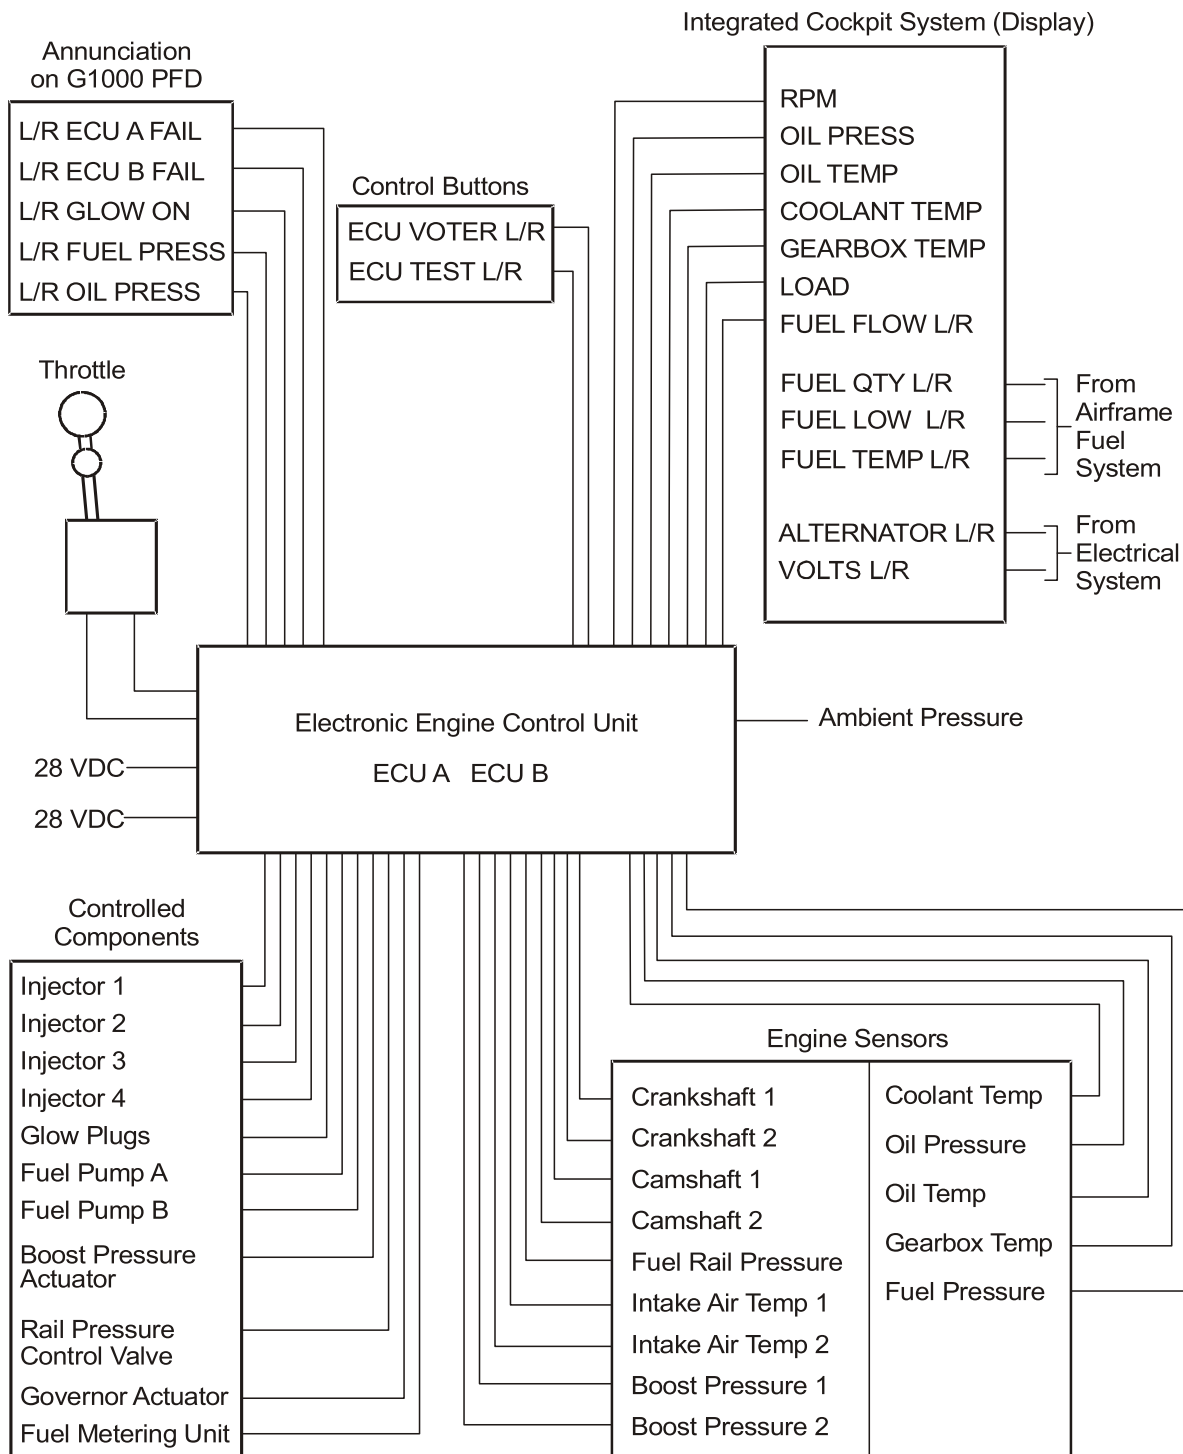 Integrated Cockpit System (Display)
Annunciation
on G1000 PFD
L/R ECU A FAIL
L/R ECU B FAIL
L/R GLOW ON
L/R FUEL PRESS
L/R OIL PRESS
Control Buttons
ECU VOTER L/R
ECU TEST L/R
RPM
OIL PRESS
OIL TEMP
COOLANT TEMP
GEARBOX TEMP
LOAD
FUEL FLOW L/R
FUEL QTY L/R
FUEL LOW L/R
FUEL TEMP L/R
From
Airframe
Fuel
System
ALTERNATOR L/R
VOLTS L/R
From
Electrical
System
Throttle
Electronic Engine Control Unit
ECU A ECU B
Ambient Pressure
28 VDC
28 VDC
Controlled
Components
Injector 1
Injector 2
Injector 3
Injector 4
Glow Plugs
Fuel Pump A
Fuel Pump B
Boost Pressure
Actuator
Rail Pressure
Control Valve
Governor Actuator
Fuel Metering Unit
Engine Sensors
Crankshaft 1
Crankshaft 2
Camshaft 1
Camshaft 2
Fuel Rail Pressure
Intake Air Temp 1
Intake Air Temp 2
Boost Pressure 1
Boost Pressure 2
Coolant Temp
Oil Pressure
Oil Temp
Gearbox Temp
Fuel Pressure